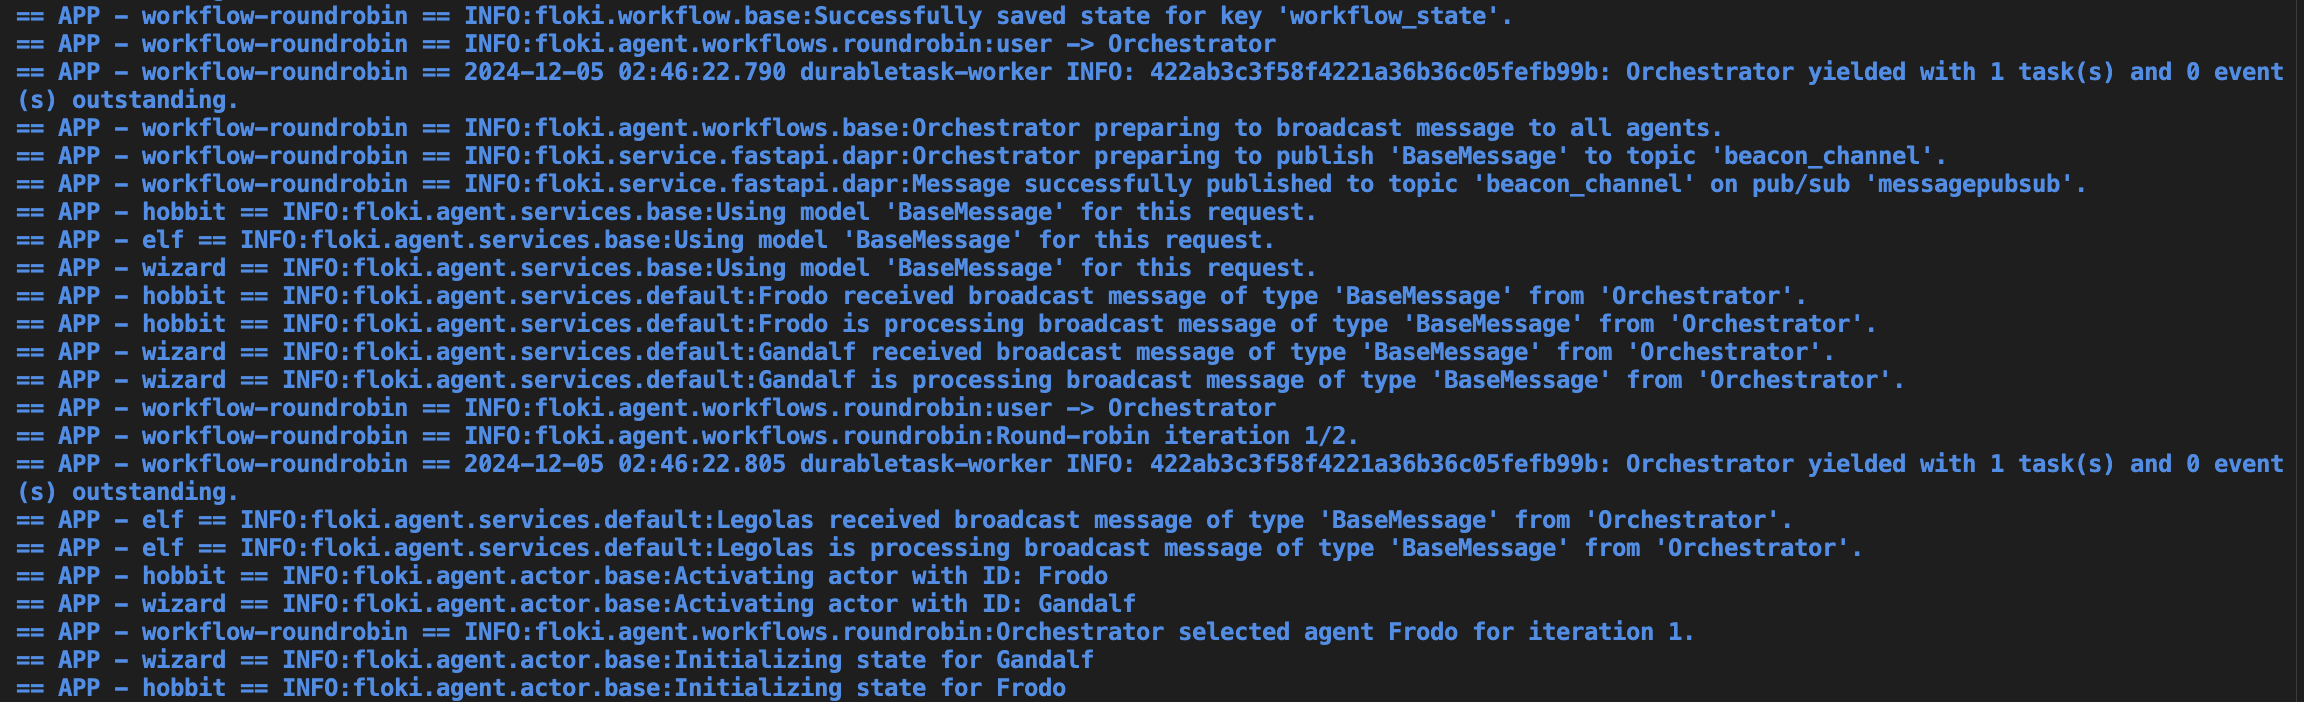 == APP - workflow-roundrobin == INFO:floki.workflow.base:Successfully saved state for key 'workflow_state'.
== APP - workflow-roundrobin == INFO:floki.agent.workflows.roundrobin:user -> Orchestrator
== APP - workflow-roundrobin == 2024-12-05 02:46:22.790 durabletask-worker INFO: 422ab3c3f58f4221a36b36c05fefb99b: Orchestrator yielded with 1 task(s) and 0 event
(s) outstanding.
== APP - workflow-roundrobin == INFO:floki.agent.workflows.base:Orchestrator preparing to broadcast message to all agents.
== APP - workflow-roundrobin == INFO:floki.service.fastapi.dapr:Orchestrator preparing to publish 'BaseMessage' to topic 'beacon_channel'.
== APP - workflow-roundrobin == INFO:floki.service.fastapi.dapr:Message successfully published to topic 'beacon_channel' on pub/sub 'messagepubsub'.
== APP - hobbit == INFO:floki.agent.services.base:Using model 'BaseMessage' for this request.
== APP - elf == INFO:floki.agent.services.base:Using model 'BaseMessage' for this request.
== APP - wizard == INFO:floki.agent.services.base:Using model 'BaseMessage' for this request.
== APP - hobbit == INFO:floki.agent.services.default:Frodo received broadcast message of type 'BaseMessage' from 'Orchestrator'.
== APP - hobbit == INFO:floki.agent.services.default:Frodo is processing broadcast message of type 'BaseMessage' from 'Orchestrator'.
== APP - wizard == INFO:floki.agent.services.default:Gandalf received broadcast message of type 'BaseMessage' from 'Orchestrator'.
== APP - wizard == INFO:floki.agent.services.default:Gandalf is processing broadcast message of type 'BaseMessage' from 'Orchestrator'.
== APP - workflow-roundrobin == INFO:floki.agent.workflows.roundrobin:user -> Orchestrator
== APP - workflow-roundrobin == INFO:floki.agent.workflows.roundrobin:Round-robin iteration 1/2.
== APP - workflow-roundrobin == 2024-12-05 02:46:22.805 durabletask-worker INFO: 422ab3c3f58f4221a36b36c05fefb99b: Orchestrator yielded with 1 task(s) and 0 event
(s) outstanding.
== APP - elf == INFO:floki.agent.services.default:Legolas received broadcast message of type 'BaseMessage' from 'Orchestrator'.
== APP - elf == INFO:floki.agent.services.default:Legolas is processing broadcast message of type 'BaseMessage' from 'Orchestrator'.
== APP - hobbit == INFO:floki.agent.actor.base:Activating actor with ID: Frodo
== APP - wizard == INFO:floki.agent.actor.base:Activating actor with ID: Gandalf
== APP - workflow-roundrobin == INFO:floki.agent.workflows.roundrobin:Orchestrator selected agent Frodo for iteration 1.
== APP - wizard == INFO:floki.agent.actor.base:Initializing state for Gandalf
== APP - hobbit == INFO:floki.agent.actor.base:Initializing state for Frodo